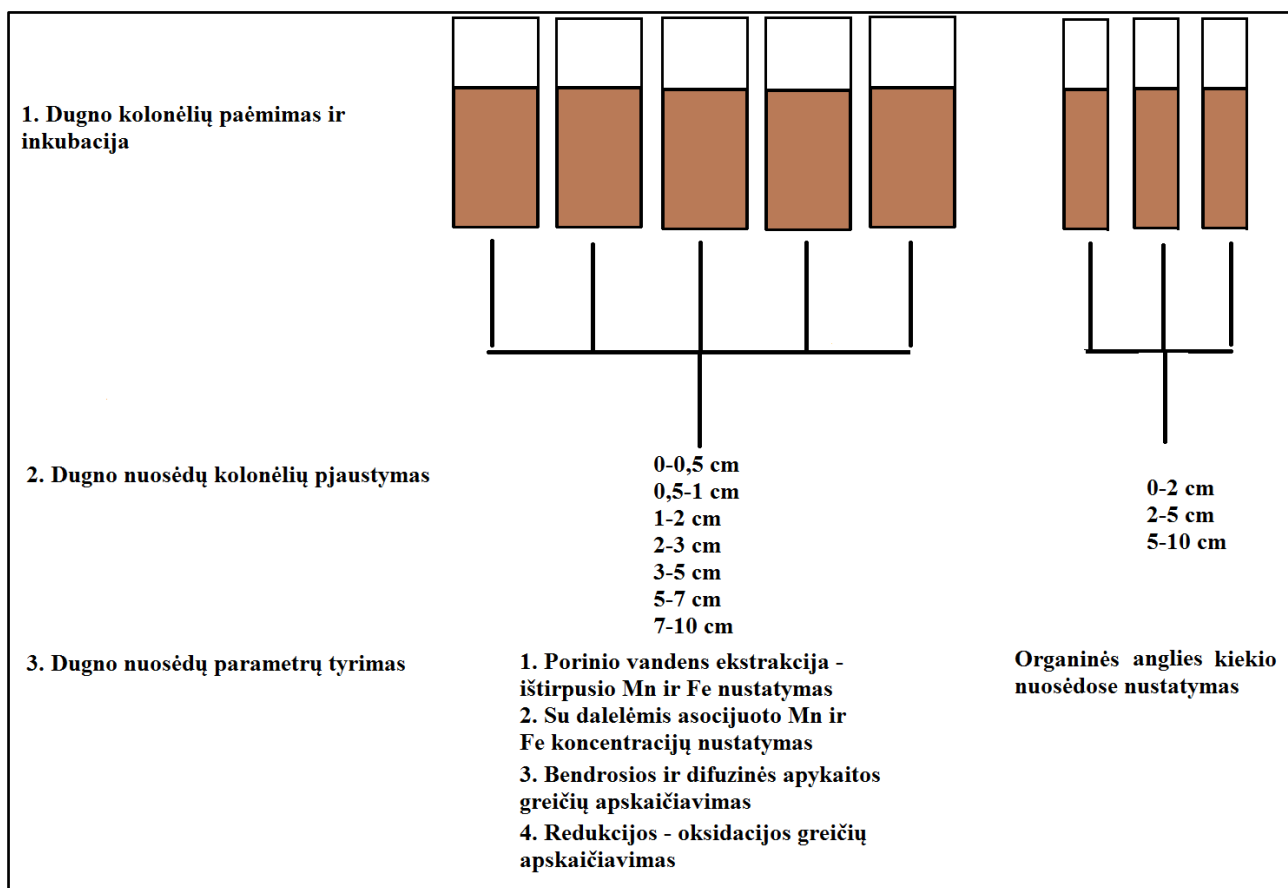 1. Dugno kolonėlių paėmimas ir
inkubacija
2. Dugno nuosėdų kolonėlių pjaustymas
0-0,5 cm
0,5-1 cm
1-2 cm
2-3 cm
3-5 cm
5-7 cm
7-10 cm
0-2 cm
2-5 cm
5-10 cm
3. Dugno nuosėdų parametrų tyrimas
1. Porinio vandens ekstrakcija -
ištirpusio Mn ir Fe nustatymas
2. Su dalelėmis asocijuoto Mn ir
Fe koncentracijų nustatymas
3. Bendrosios ir difuzinės apykaitos
greičių apskaičiavimas
4. Redukcijos - oksidacijos greičių
apskaičiavimas
Organinės anglies kiekio
nuosėdose nustatymas